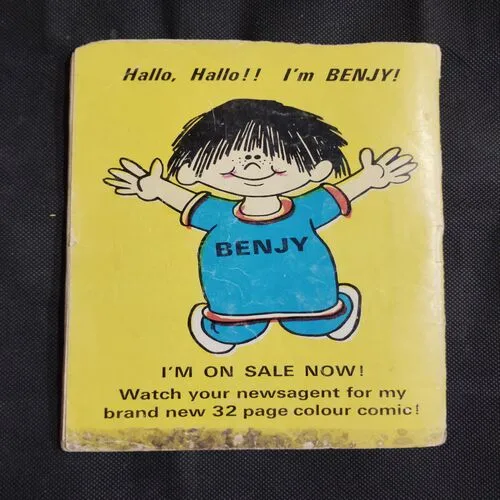 Hallo, Hallo!! I'm BENJY!
BENJY
I'M ON SALE NOW!
Watch your newsagent for my
brand new 32 page colour comic!